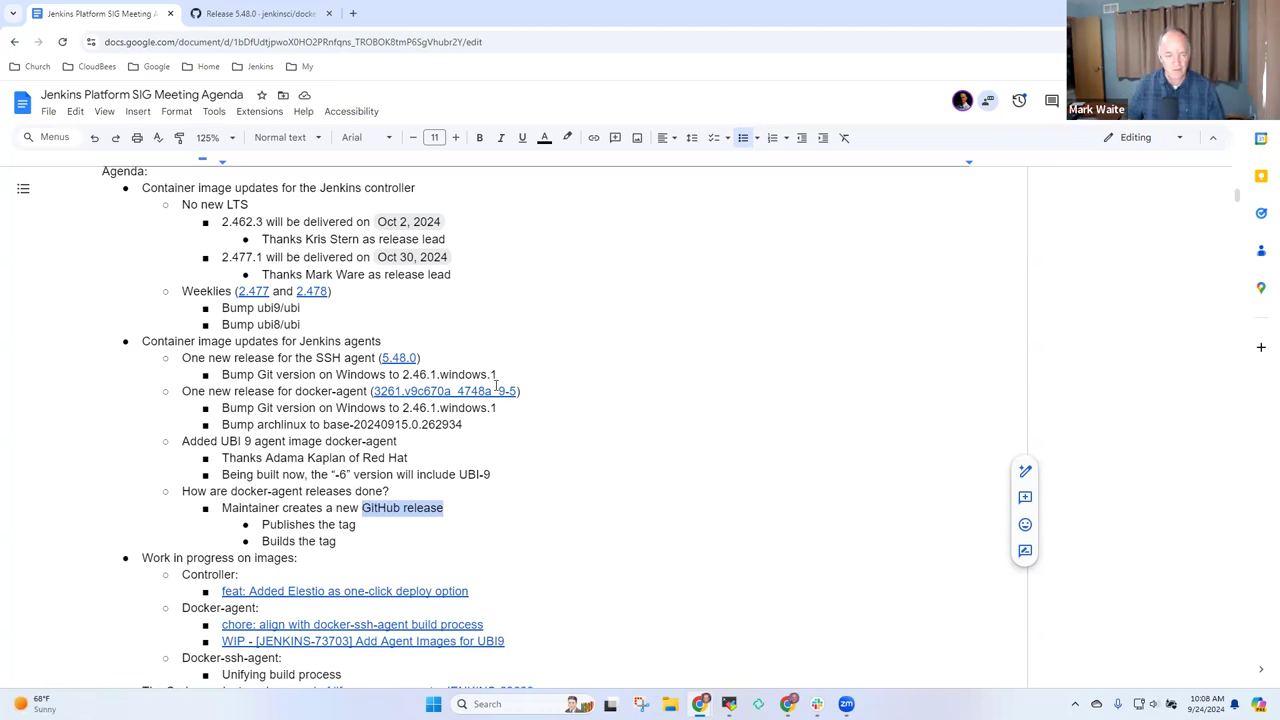 Jenkins Platform SIG Meeting A
Release 5.48.0 - jenkinsci/docke
docs.google.com/document/d/1bDfUdtjpwoX0HO2PRnfqns_TROBOK8tmP6SgVhubr2Y/edit
Church
CloudBees
Google
Home
Jenkins
My
Mark Waite
Jenkins Platform SIG Meeting Agenda
File Edit View Insert Format Tools Extensions Help Accessibility
Menus
125%
Normal text
Arial
11
Editing
Agenda:
Container image updates for the Jenkins controller
No new LTS
2.462.3 will be delivered on Oct 2, 2024
Thanks Kris Stern as release lead
2.477.1 will be delivered on Oct 30, 2024
Thanks Mark Ware as release lead
Weeklies (2.477 and 2.478)
Bump ubi9/ubi
Bump ubi8/ubi
Container image updates for Jenkins agents
One new release for the SSH agent (5.48.0)
Bump Git version on Windows to 2.46.1.windows.1
One new release for docker-agent (3261.v9c670a_4748a_9-5)
Bump Git version on Windows to 2.46.1.windows.1
Bump archlinux to base-20240915.0.262934
Added UBI 9 agent image docker-agent
Thanks Adama Kaplan of Red Hat
Being built now, the “-6” version will include UBI-9
How are docker-agent releases done?
Maintainer creates a new GitHub release
Publishes the tag
Builds the tag
Work in progress on images:
Controller:
feat: Added Elestio as one-click deploy option
Docker-agent:
chore: align with docker-ssh-agent build process
WIP - [JENKINS-73703] Add Agent Images for UBI9
Docker-ssh-agent:
Unifying build process
68°F
Sunny
Search
10:08 AM
9/24/2024